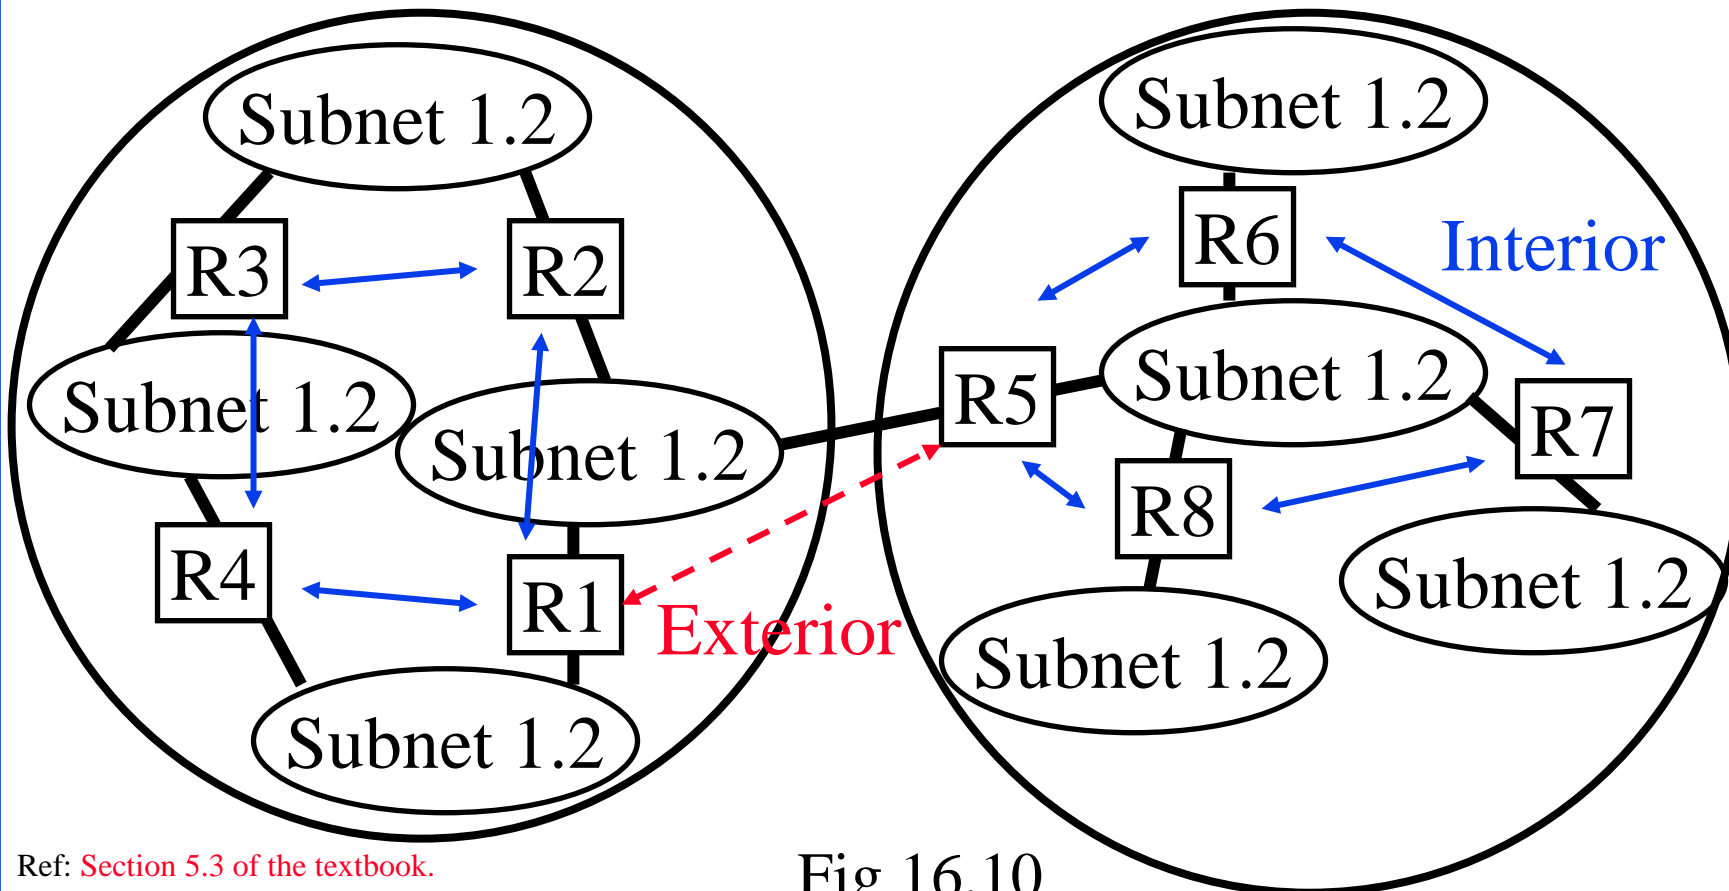 Subnet 1.2
Subnet 1.2
R6
R3
R2
Interior
Subnet 1.2
R5
Subnet 1.2
R7
Subnet 1.2
R8
R4
R1
Subnet 1.2
Exterior
Subnet 1.2
Subnet 1.2
Ref: Section 5.3 of the textbook.
Fig 16.10